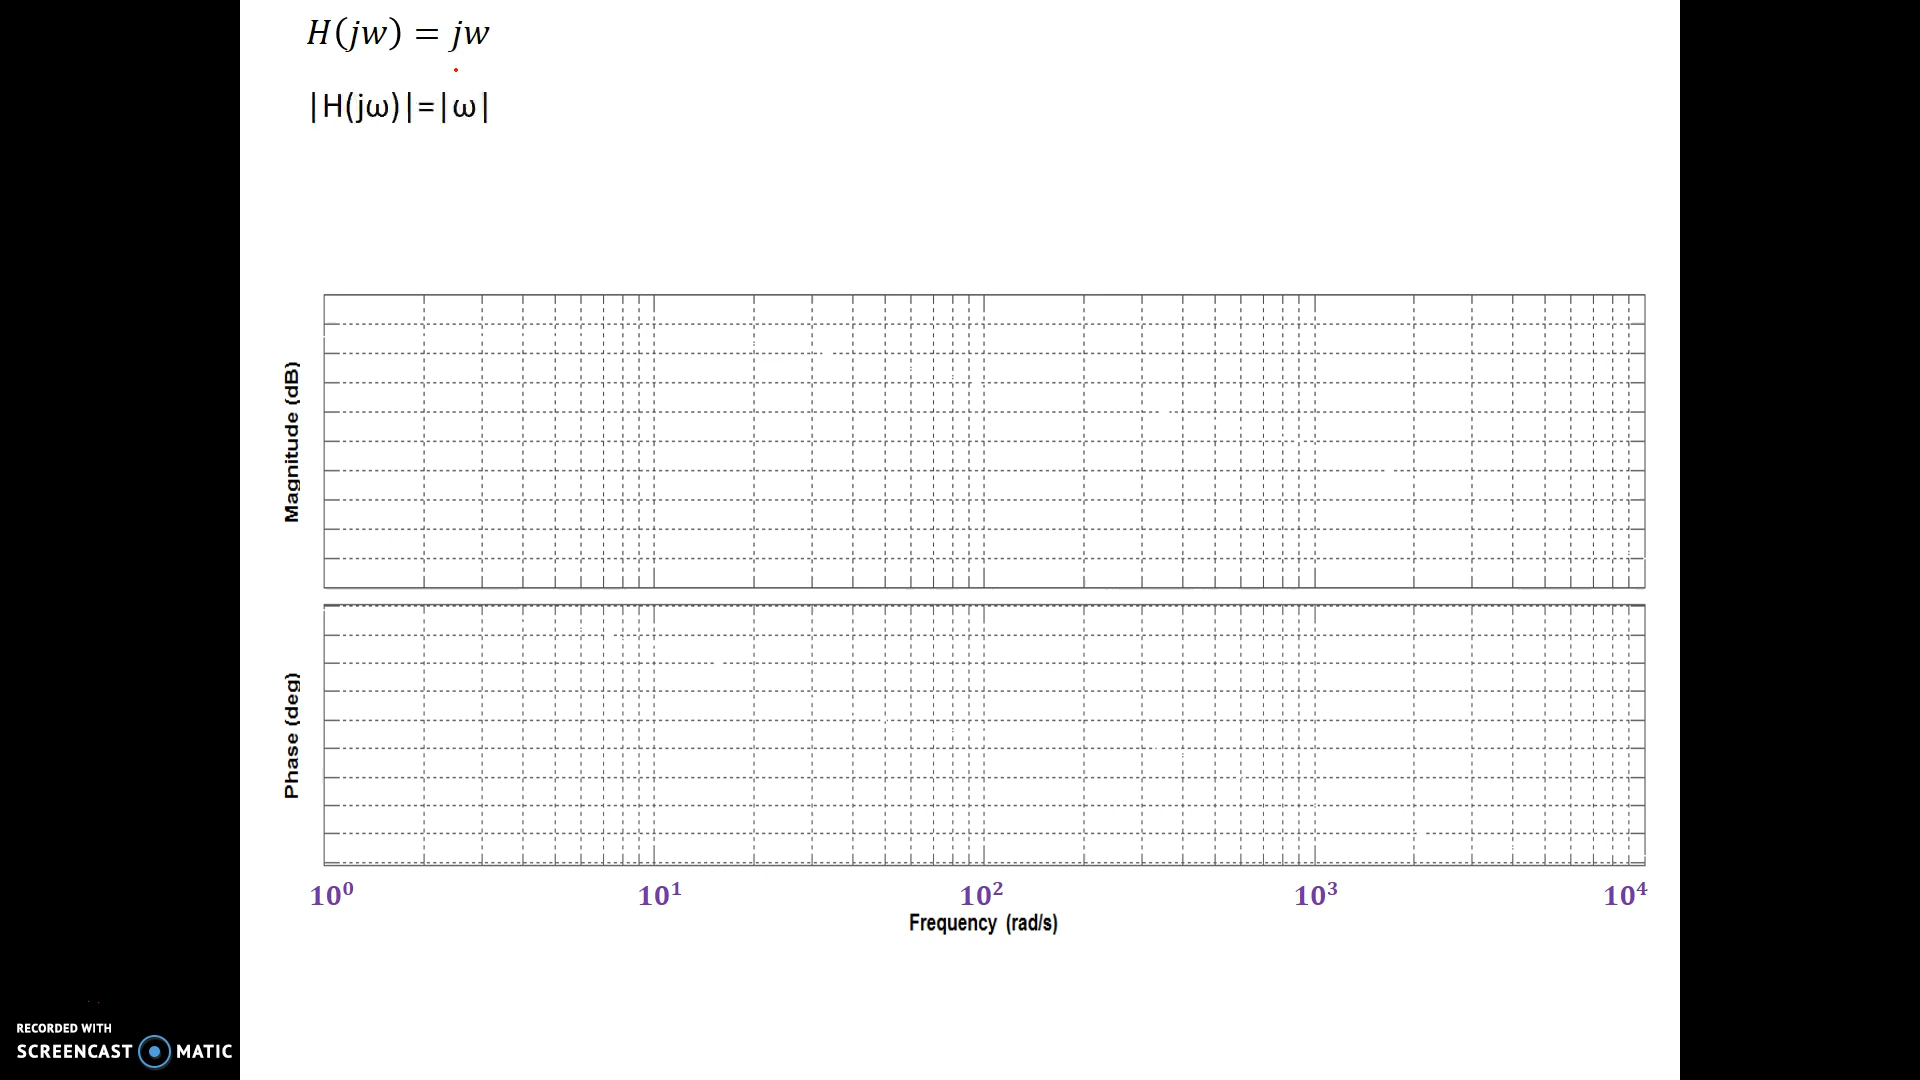 H(jw) = jw
|H(jω)|=|ω|
Magnitude (dB)
Phase (deg)
10⁰ 10¹ 10² 10³ 10⁴
Frequency (rad/s)
RECORDED WITH
SCREENCAST MATIC